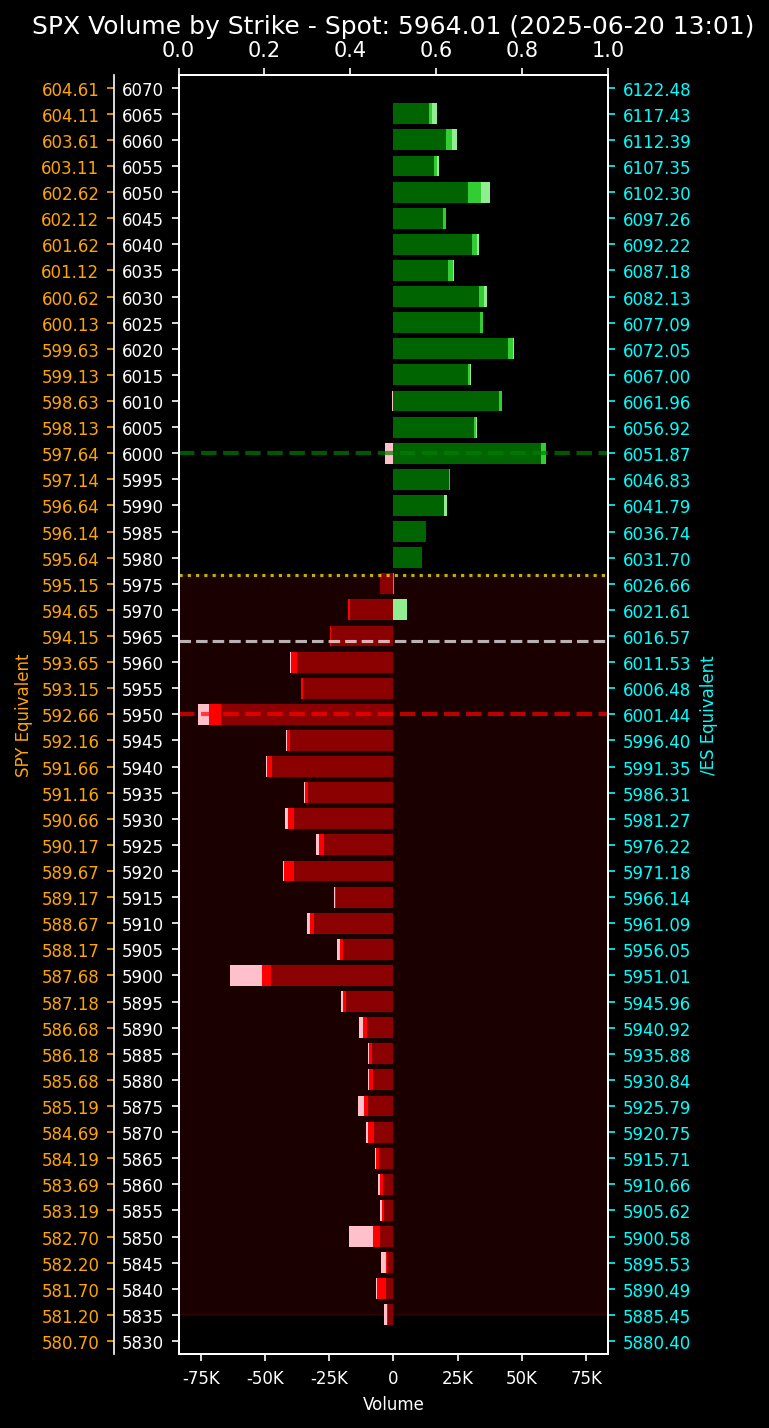 SPX Volume by Strike - Spot: 5964.01 (2025-06-20 13:01)
0.0 0.2 0.4 0.6 0.8 1.0
604.61 6070 6122.48
604.11 6065 6117.43
603.61 6060 6112.39
603.11 6055 6107.35
602.62 6050 6102.30
602.12 6045 6097.26
601.62 6040 6092.22
601.12 6035 6087.18
600.62 6030 6082.13
600.13 6025 6077.09
599.63 6020 6072.05
599.13 6015 6067.00
598.63 6010 6061.96
598.13 6005 6056.92
597.64 6000 6051.87
597.14 5995 6046.83
596.64 5990 6041.79
596.14 5985 6036.74
595.64 5980 6031.70
595.15 5975 6026.66
594.65 5970 6021.61
594.15 5965 6016.57
593.65 5960 6011.53
593.15 5955 6006.48
592.66 5950 6001.44
592.16 5945 5996.40
591.66 5940 5991.35
591.16 5935 5986.31
590.66 5930 5981.27
590.17 5925 5976.22
589.67 5920 5971.18
589.17 5915 5966.14
588.67 5910 5961.09
588.17 5905 5956.05
587.68 5900 5951.01
587.18 5895 5945.96
586.68 5890 5940.92
586.18 5885 5935.88
585.68 5880 5930.84
585.19 5875 5925.79
584.69 5870 5920.75
584.19 5865 5915.71
583.69 5860 5910.66
583.19 5855 5905.62
582.70 5850 5900.58
582.20 5845 5895.53
581.70 5840 5890.49
581.20 5835 5885.45
580.70 5830 5880.40
SPY Equivalent
/ES Equivalent
-75K -50K -25K 0 25K 50K 75K
Volume